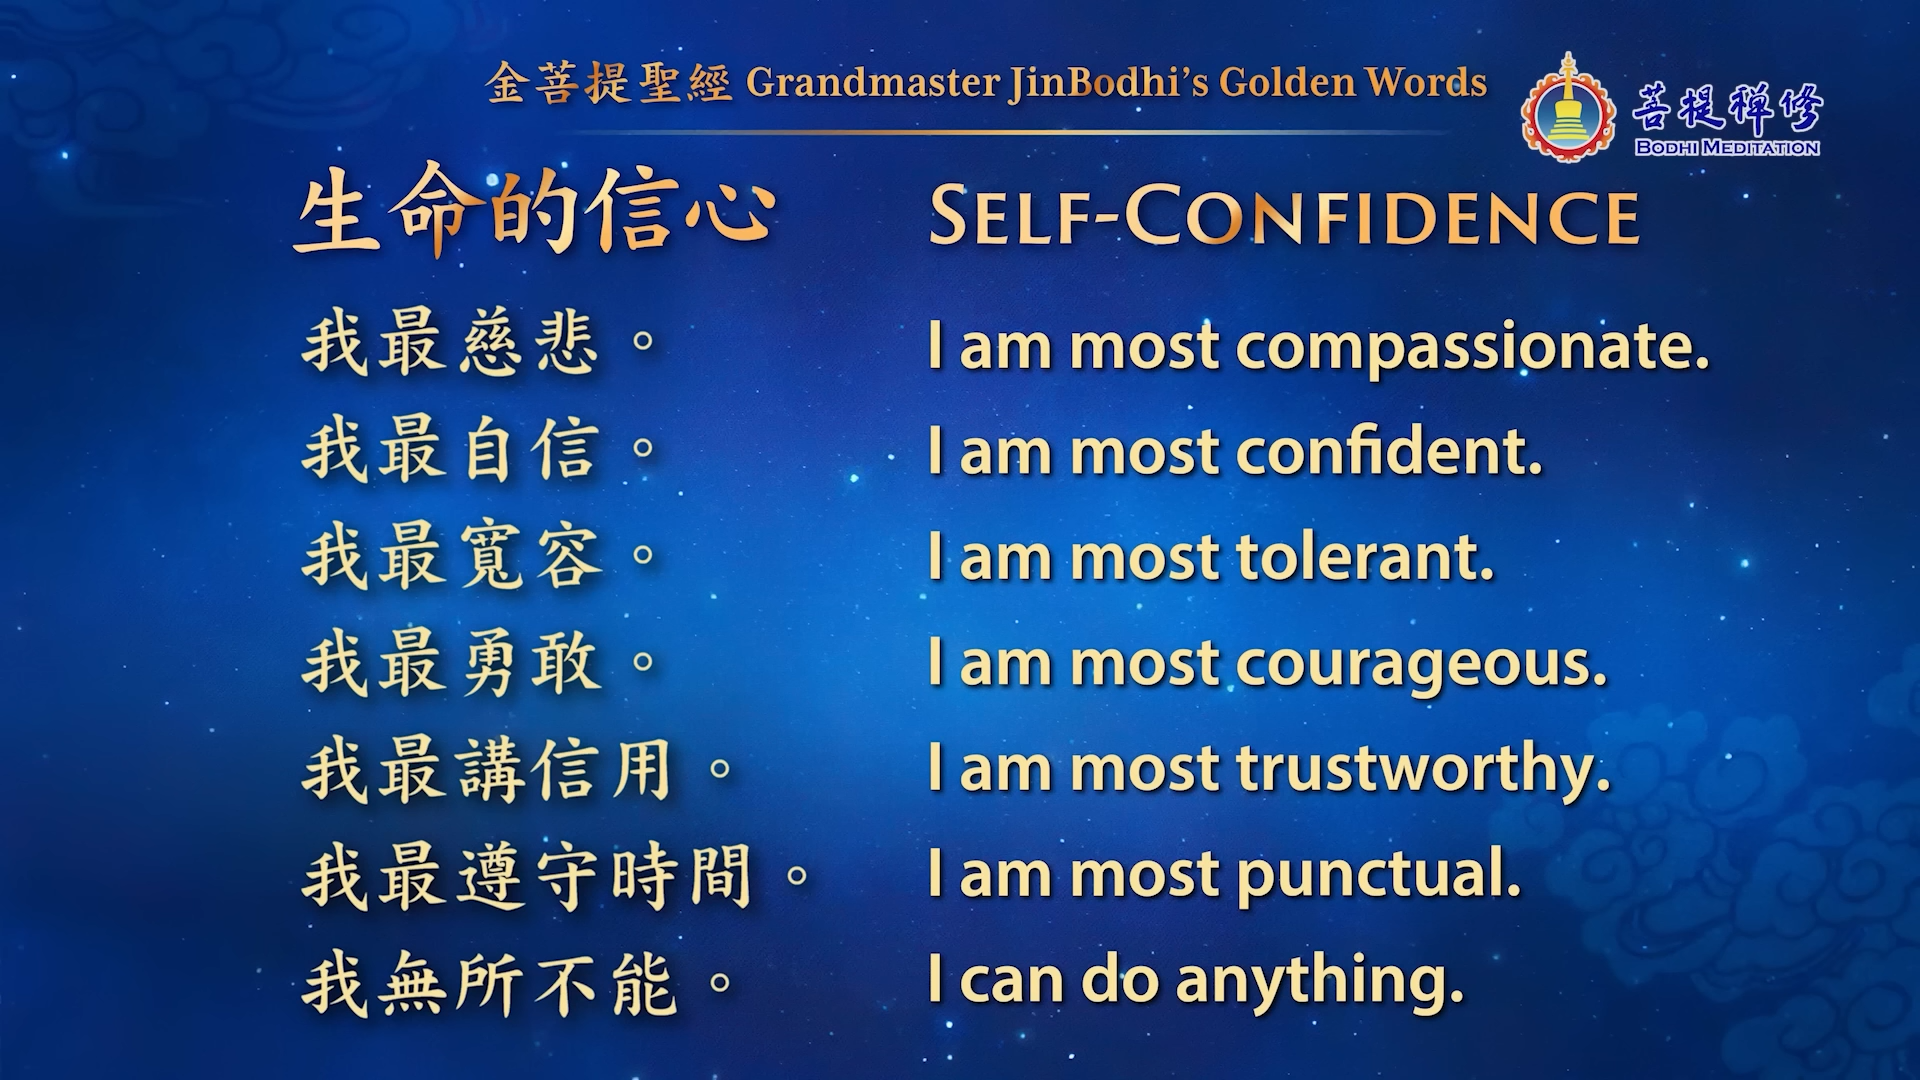 金菩提聖經 Grandmaster JinBodhi's Golden Words
菩提禪修
BODHI MEDITATION
生命的信心 SELF-CONFIDENCE
我最慈悲。 I am most compassionate.
我最自信。 I am most confident.
我最寬容。 I am most tolerant.
我最勇敢。 I am most courageous.
我最講信用。 I am most trustworthy.
我最遵守時間。 I am most punctual.
我無所不能。 I can do anything.